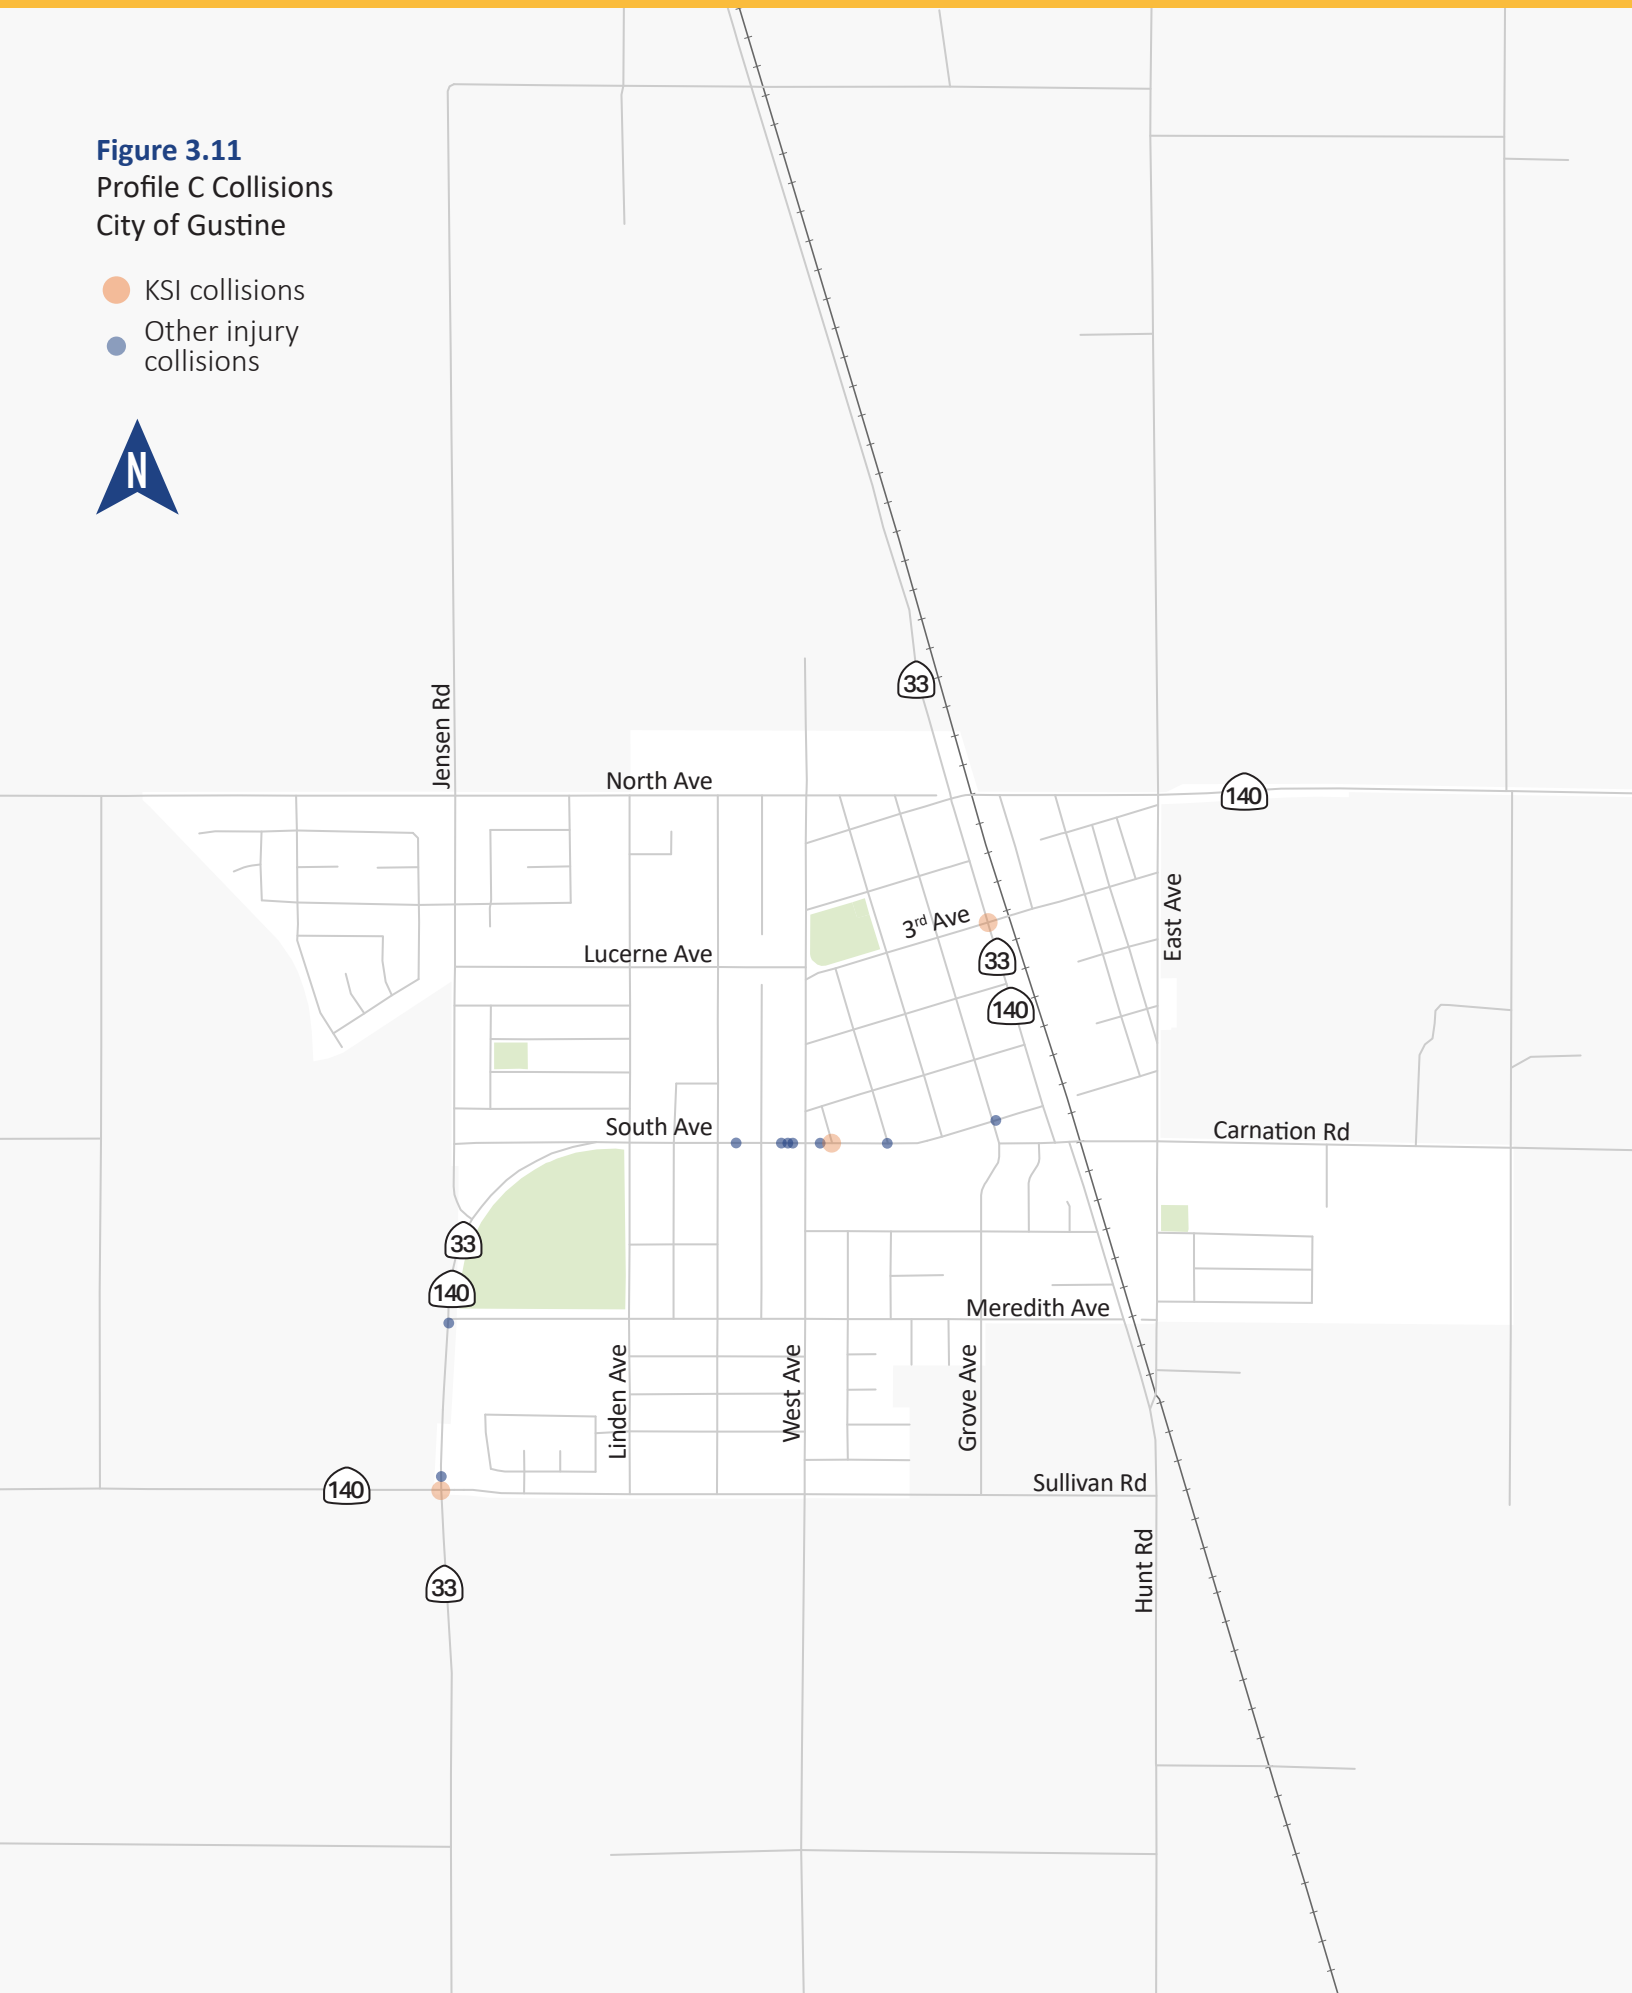 Figure 3.11
Profile C Collisions
City of Gustine
KSI collisions
Other injury
collisions
N
33
Jensen Rd
North Ave
140
3rd Ave
East Ave
Lucerne Ave
33
140
South Ave
Carnation Rd
33
140
Meredith Ave
Linden Ave
West Ave
Grove Ave
140
Sullivan Rd
Hunt Rd
33